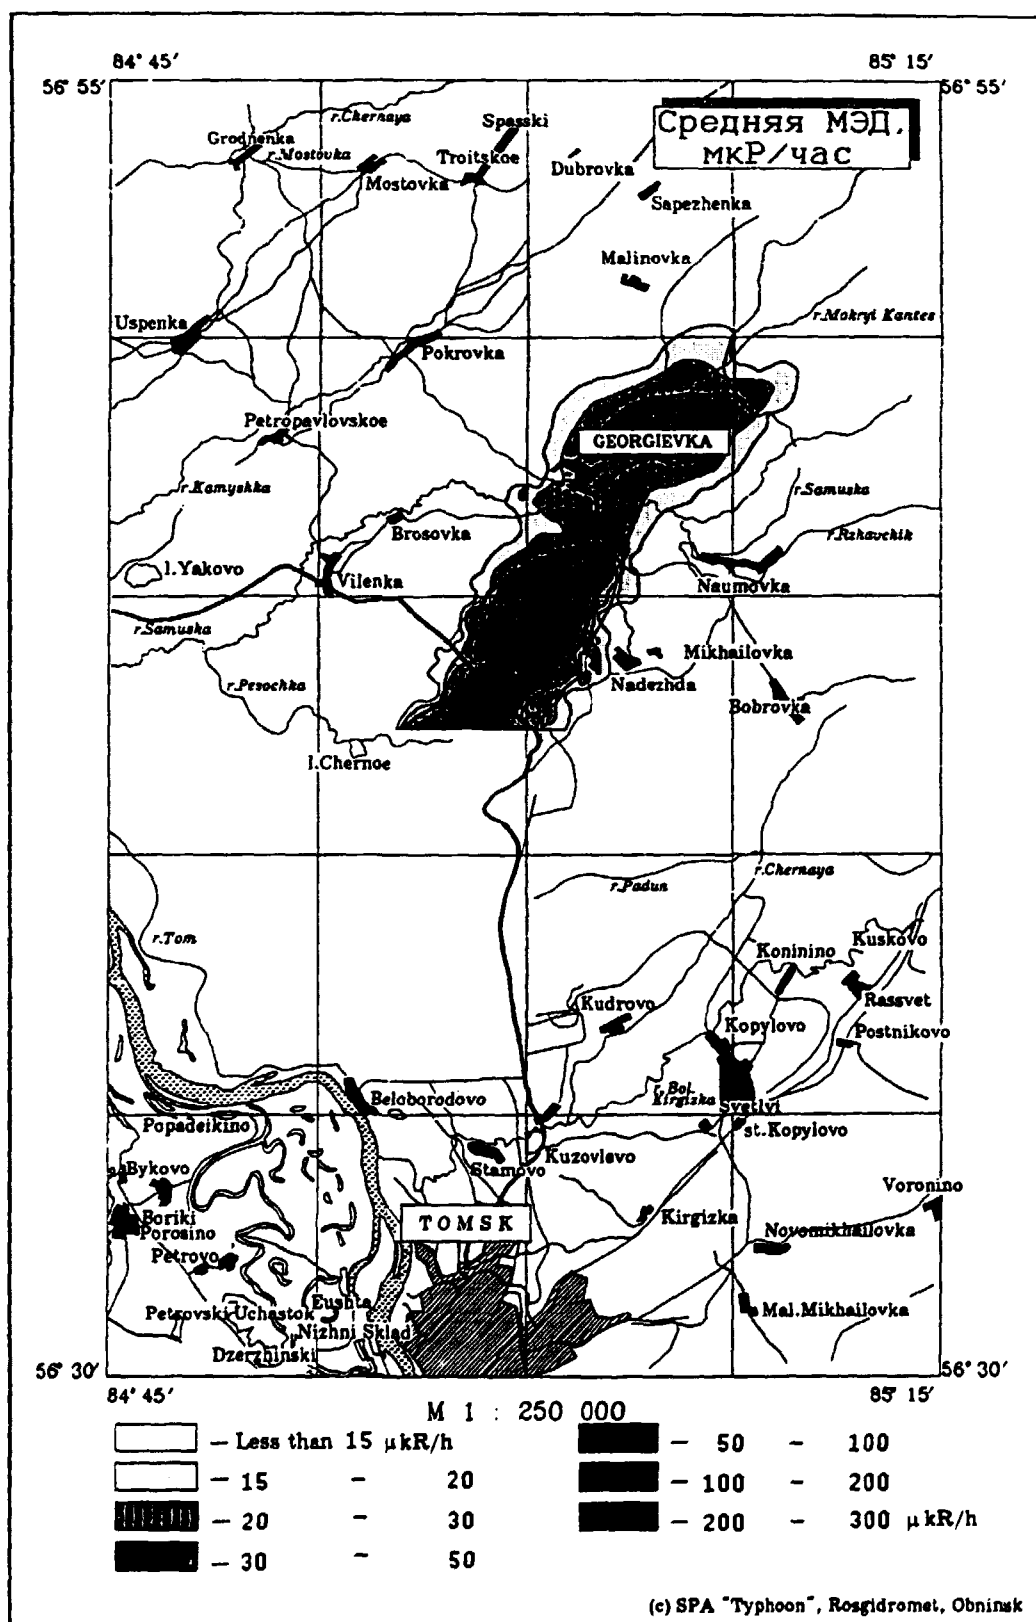 84° 45′
85° 15′
56° 55′
56° 55′
Средняя МЭД,
мкР/час
r.Chernaya
Spasski
Grodnenka
r.Mostovka
Troitskoe
Mostovka
Dubrovka
Sapezhenka
Malinovka
r.Mokryi Kantes
Uspenka
Pokrovka
Petropavlovskoe
GEORGIEVKA
r.Kamyshka
r.Samuska
Brosovka
r.Rzhavchik
l.Yakovo
Vilenka
Naumovka
r.Samuska
Mikhailovka
r.Pesochka
Nadezhda
Bobrovka
l.Chernoe
r.Padun
r.Chernaya
r.Tom
Koninino
Kuskovo
Kudrovo
Rassvet
Kopylovo
Postnikovo
r. Bol.
Kirgizka
Beloborodovo
Svetlyi
Popadeikino
st.Kopylovo
Kuzovlevo
Stamovo
Bykovo
Voronino
Boriki
TOMSK
Kirgizka
Porosino
Novomikhailovka
Petrovo
Eushta
Petrovski Uchastok
Mal.Mikhailovka
Nizhni Sklad
Dzerzhinski
56° 30′
56° 30′
84° 45′
85° 15′
M 1 : 250 000
– Less than 15 μkR/h
– 15 – 20
– 20 – 30
– 30 – 50
– 50 – 100
– 100 – 200
– 200 – 300 μkR/h
(c) SPA "Typhoon", Rosgidromet, Obninsk